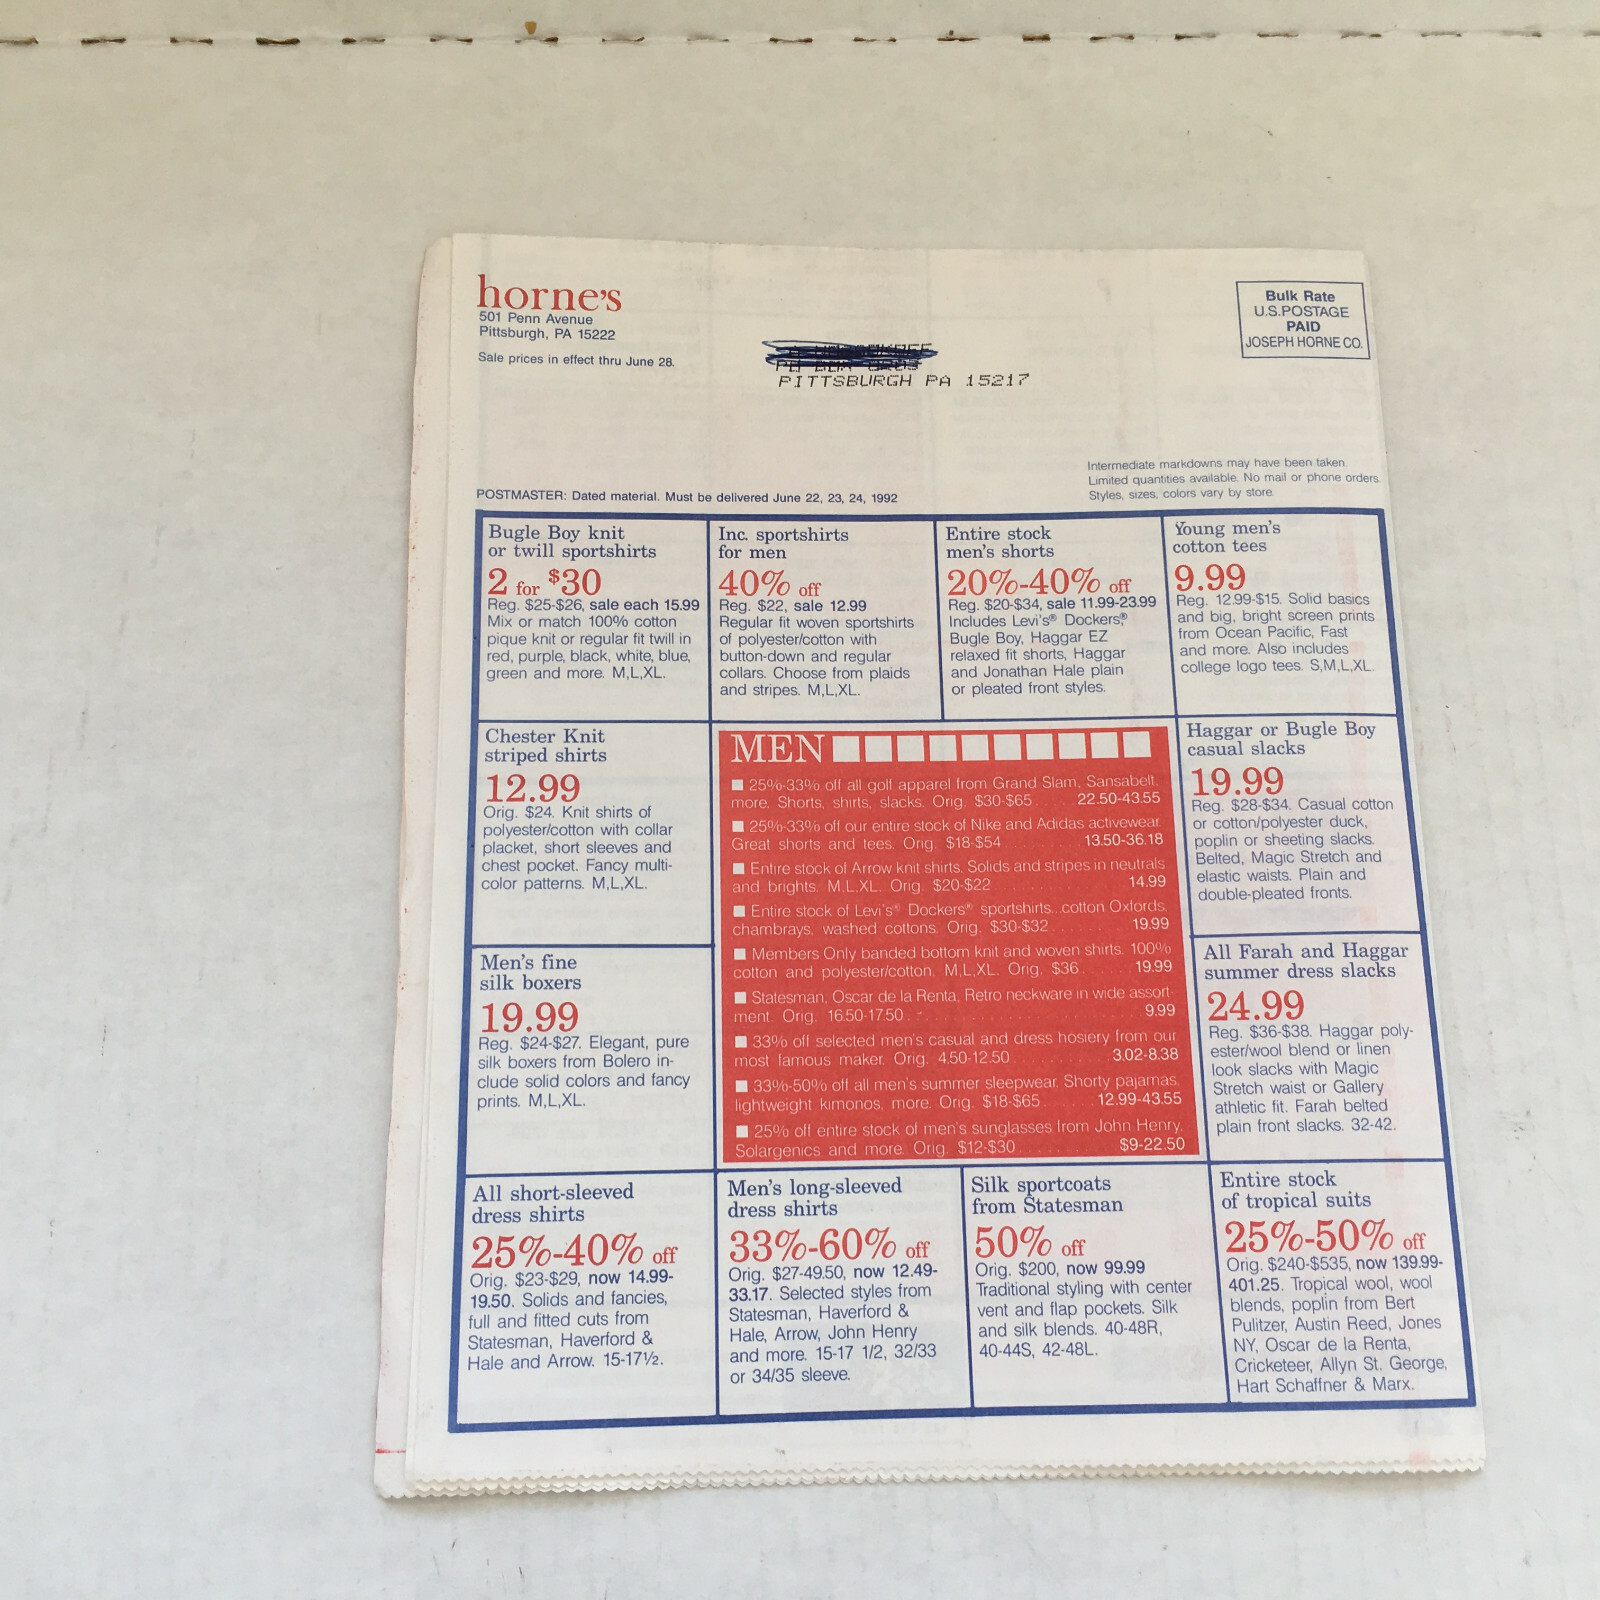 horne's
501 Penn Avenue
Pittsburgh, PA 15222
Sale prices in effect thru June 28.
PITTSBURGH PA 15217
Bulk Rate
U.S.POSTAGE
PAID
JOSEPH HORNE CO.
Intermediate markdowns may have been taken.
Limited quantities available. No mail or phone orders.
Styles, sizes, colors vary by store.
POSTMASTER: Dated material. Must be delivered June 22, 23, 24, 1992
Bugle Boy knit
or twill sportshirts
2 for $30
Reg. $25-$26, sale each 15.99
Mix or match 100% cotton
pique knit or regular fit twill in
red, purple, black, white, blue,
green and more. M,L,XL.
Inc. sportshirts
for men
40% off
Reg. $22, sale 12.99
Regular fit woven sportshirts
of polyester/cotton with
button-down and regular
collars. Choose from plaids
and stripes. M,L,XL.
Entire stock
men's shorts
20%-40% off
Reg. $20-$34, sale 11.99-23.99
Includes Levi's® Dockers,®
Bugle Boy, Haggar EZ
relaxed fit shorts, Haggar
and Jonathan Hale plain
or pleated front styles.
Young men's
cotton tees
9.99
Reg. 12.99-$15. Solid basics
and big, bright screen prints
from Ocean Pacific, Fast
and more. Also includes
college logo tees. S,M,L,XL.
Chester Knit
striped shirts
12.99
Orig. $24. Knit shirts of
polyester/cotton with collar
placket, short sleeves and
chest pocket. Fancy multi-
color patterns. M,L,XL.
Men's fine
silk boxers
19.99
Reg. $24-$27. Elegant, pure
silk boxers from Bolero in-
clude solid colors and fancy
prints. M,L,XL.
MEN
■ 25%-33% off all golf apparel from Grand Slam, Sansabelt,
more. Shorts, shirts, slacks. Orig. $30-$65 22.50-43.55
■ 25%-33% off our entire stock of Nike and Adidas activewear.
Great shorts and tees. Orig. $18-$54 13.50-36.18
■ Entire stock of Arrow knit shirts. Solids and stripes in neutrals
and brights. M,L,XL. Orig. $20-$22 14.99
■ Entire stock of Levi's® Dockers® sportshirts...cotton Oxfords,
chambrays, washed cottons. Orig. $30-$32 19.99
■ Members Only banded bottom knit and woven shirts. 100%
cotton and polyester/cotton. M,L,XL. Orig. $36 19.99
■ Statesman, Oscar de la Renta, Retro neckware in wide assort-
ment. Orig. 16.50-17.50 9.99
■ 33% off selected men's casual and dress hosiery from our
most famous maker. Orig. 4.50-12.50 3.02-8.38
■ 33%-50% off all men's summer sleepwear. Shorty pajamas,
lightweight kimonos, more. Orig. $18-$65 12.99-43.55
■ 25% off entire stock of men's sunglasses from John Henry,
Solargenics and more. Orig. $12-$30 $9-22.50
Haggar or Bugle Boy
casual slacks
19.99
Reg. $28-$34. Casual cotton
or cotton/polyester duck,
poplin or sheeting slacks.
Belted, Magic Stretch and
elastic waists. Plain and
double-pleated fronts.
All Farah and Haggar
summer dress slacks
24.99
Reg. $36-$38. Haggar poly-
ester/wool blend or linen
look slacks with Magic
Stretch waist or Gallery
athletic fit. Farah belted
plain front slacks. 32-42.
All short-sleeved
dress shirts
25%-40% off
Orig. $23-$29, now 14.99-
19.50. Solids and fancies,
full and fitted cuts from
Statesman, Haverford &
Hale and Arrow. 15-17½.
Men's long-sleeved
dress shirts
33%-60% off
Orig. $27-49.50, now 12.49-
33.17. Selected styles from
Statesman, Haverford &
Hale, Arrow, John Henry
and more. 15-17 1/2, 32/33
or 34/35 sleeve.
Silk sportcoats
from Statesman
50% off
Orig. $200, now 99.99
Traditional styling with center
vent and flap pockets. Silk
and silk blends. 40-48R,
40-44S, 42-48L.
Entire stock
of tropical suits
25%-50% off
Orig. $240-$535, now 139.99-
401.25. Tropical wool, wool
blends, poplin from Bert
Pulitzer, Austin Reed, Jones
NY, Oscar de la Renta,
Cricketeer, Allyn St. George,
Hart Schaffner & Marx.